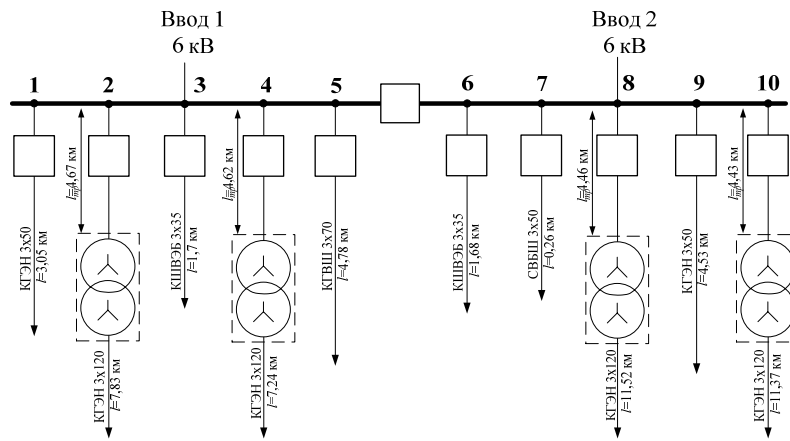 Ввод 1
6 кВ
Ввод 2
6 кВ
1
2
3
4
5
6
7
8
9
10
КГЭН 3х50
l=3,05 км
lтр=4,67 км
КГЭН 3х120
l=7,83 км
КШВЭБ 3х35
l=1,7 км
lтр=4,62 км
КГЭН 3х120
l=7,24 км
КГВШ 3х70
l=4,78 км
КШВЭБ 3х35
l=1,68 км
СВБШ 3х50
l=0,26 км
lтр=4,46 км
КГЭН 3х120
l=11,52 км
КГЭН 3х50
l=4,53 км
lтр=4,43 км
КГЭН 3х120
l=11,37 км